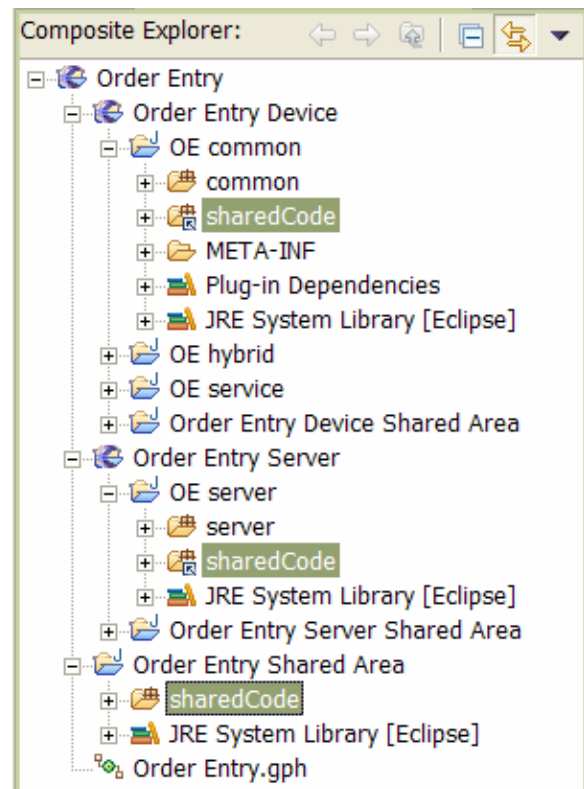 Composite Explorer:
Order Entry
Order Entry Device
OE common
common
sharedCode
META-INF
Plug-in Dependencies
JRE System Library [Eclipse]
OE hybrid
OE service
Order Entry Device Shared Area
Order Entry Server
OE server
server
sharedCode
JRE System Library [Eclipse]
Order Entry Server Shared Area
Order Entry Shared Area
sharedCode
JRE System Library [Eclipse]
Order Entry.gph